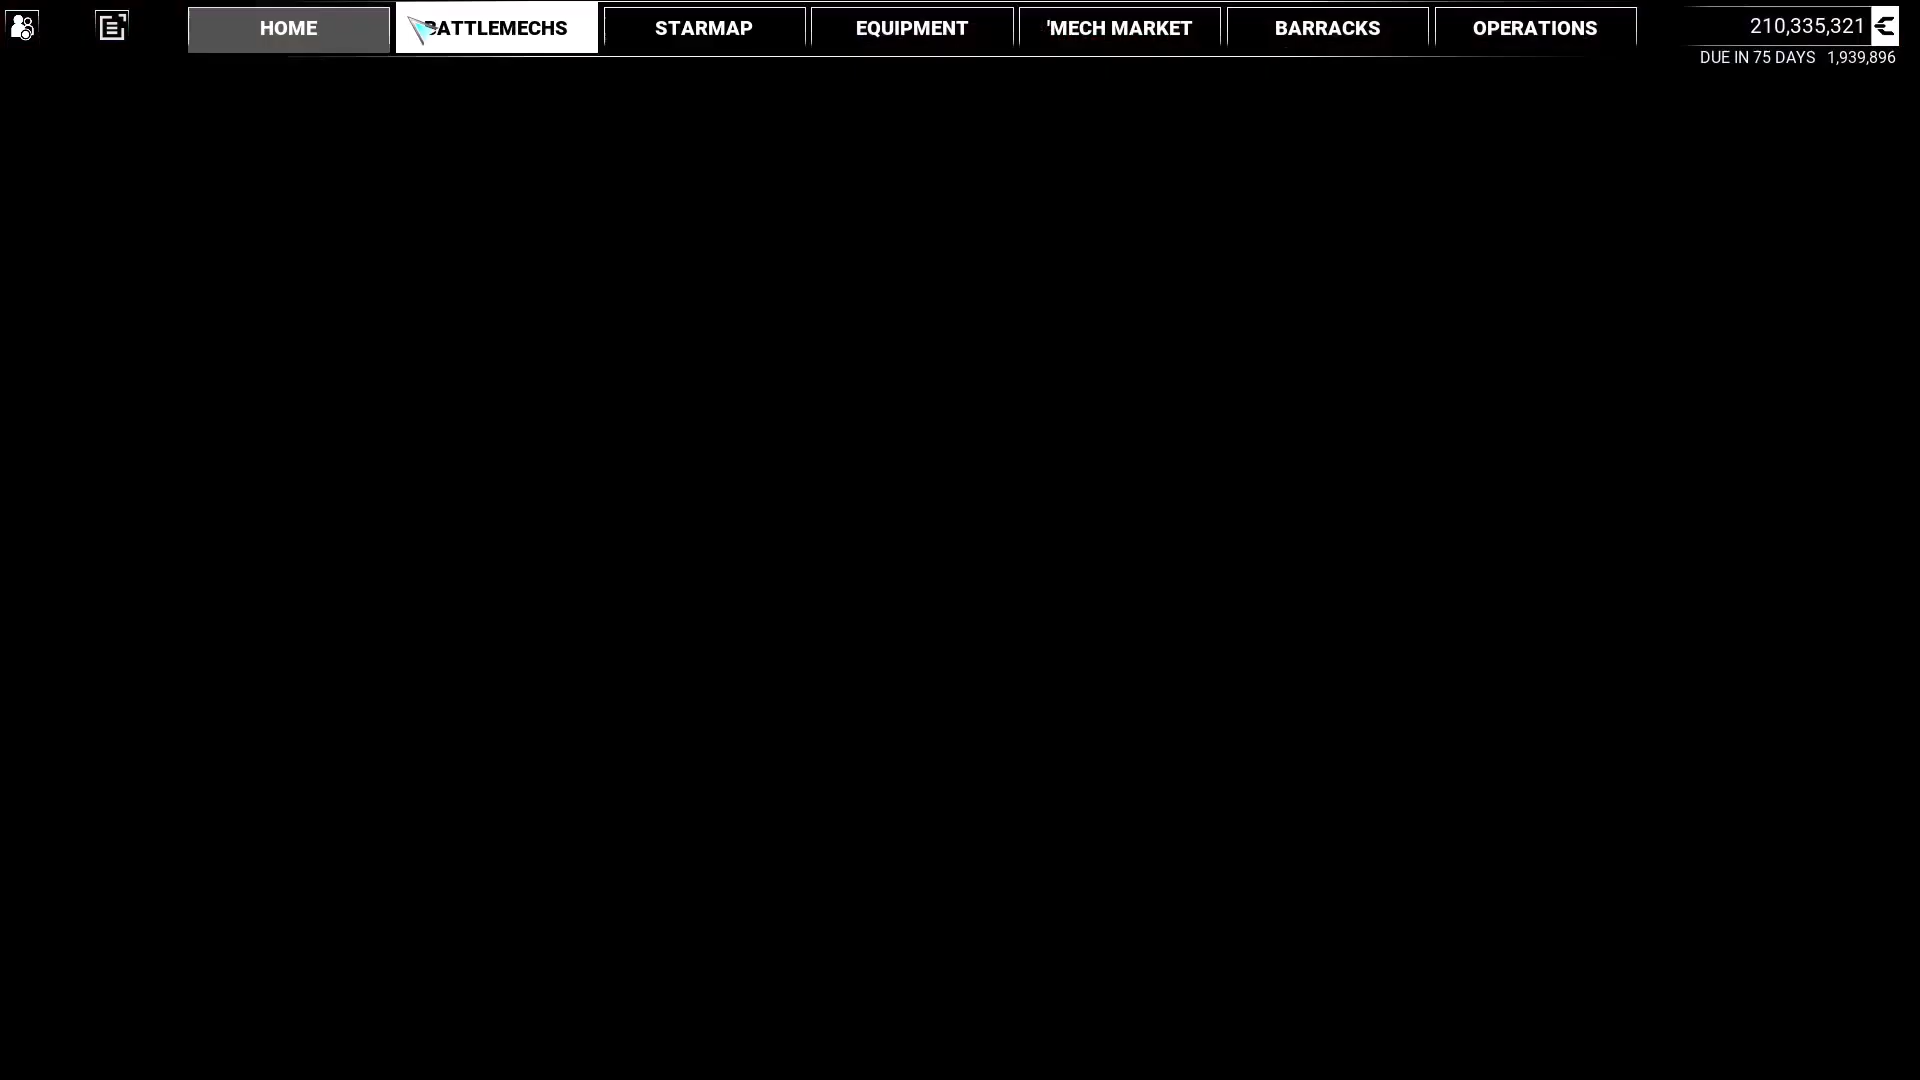 HOME
BATTLEMECHS
STARMAP
EQUIPMENT
'MECH MARKET
BARRACKS
OPERATIONS
210,335,321
DUE IN 75 DAYS 1,939,896